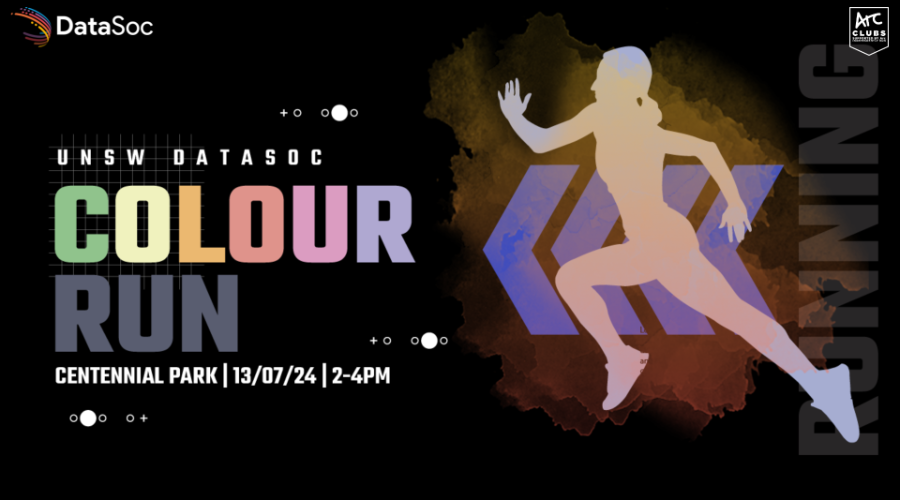 DataSoc
ARC
CLUBS
UNSW DATASOC
COLOUR
RUN
CENTENNIAL PARK | 13/07/24 | 2-4PM
RUNNING